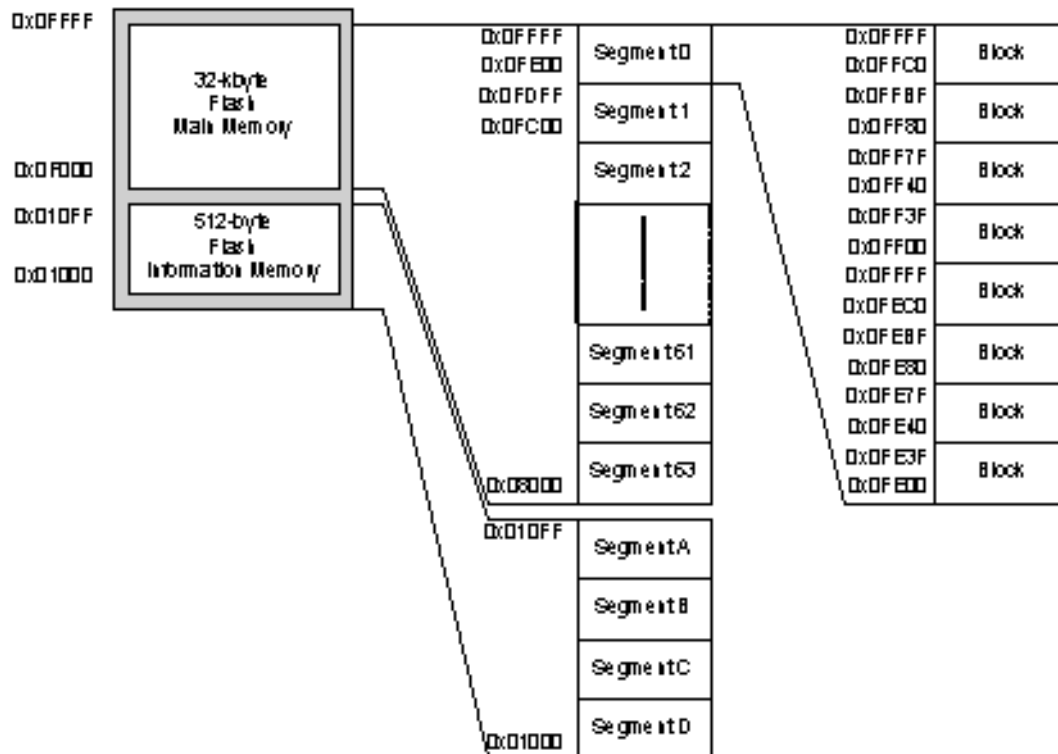 0x0FFFF
32-kbyte
Flash
Main Memory
0x0F000
0x010FF
512-byte
Flash
Information Memory
0x01000
0x0FFFF
0x0FE00
Segment0
0x0FDFF
0x0FC00
Segment1
Segment2
Segment61
Segment62
Segment63
0x08000
0x010FF
SegmentA
SegmentB
SegmentC
SegmentD
0x01000
0x0FFFF
0x0FFC0
Block
0x0FFBF
0x0FF80
Block
0x0FF7F
0x0FF40
Block
0x0FF3F
0x0FF00
Block
0x0FFFF
0x0FEC0
Block
0x0FEBF
0x0FE80
Block
0x0FE7F
0x0FE40
Block
0x0FE3F
0x0FE00
Block